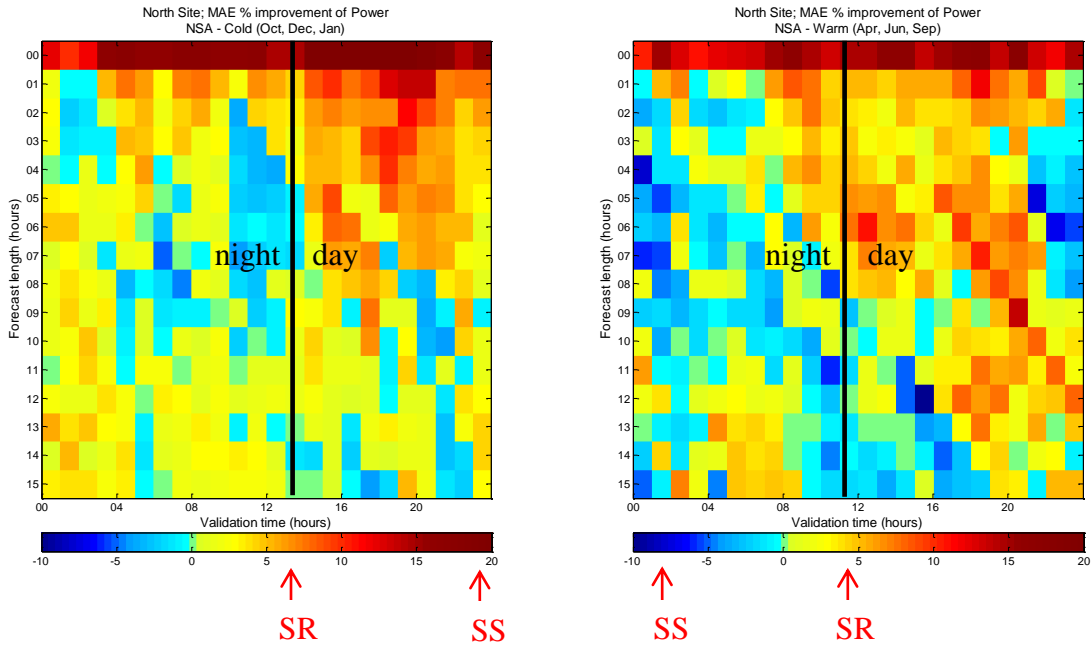 North Site; MAE % improvement of Power
NSA - Cold (Oct, Dec, Jan)
00
01
02
03
04
05
06
07
08
09
10
11
12
13
14
15
Forecast length (hours)
night
day
00 04 08 12 16 20
Validation time (hours)
-10 -5 0 5 10 15 20
SR
SS
North Site; MAE % improvement of Power
NSA - Warm (Apr, Jun, Sep)
00
01
02
03
04
05
06
07
08
09
10
11
12
13
14
15
Forecast length (hours)
night
day
00 04 08 12 16 20
Validation time (hours)
-10 -5 0 5 10 15 20
SS
SR